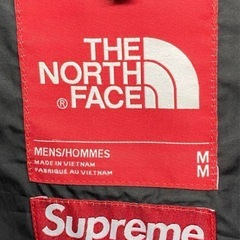 THE
NORTH
FACE
®
MENS/HOMMES
M
MADE IN VIETNAM
FABRIQUÉ AU VIETNAM
M
Supreme